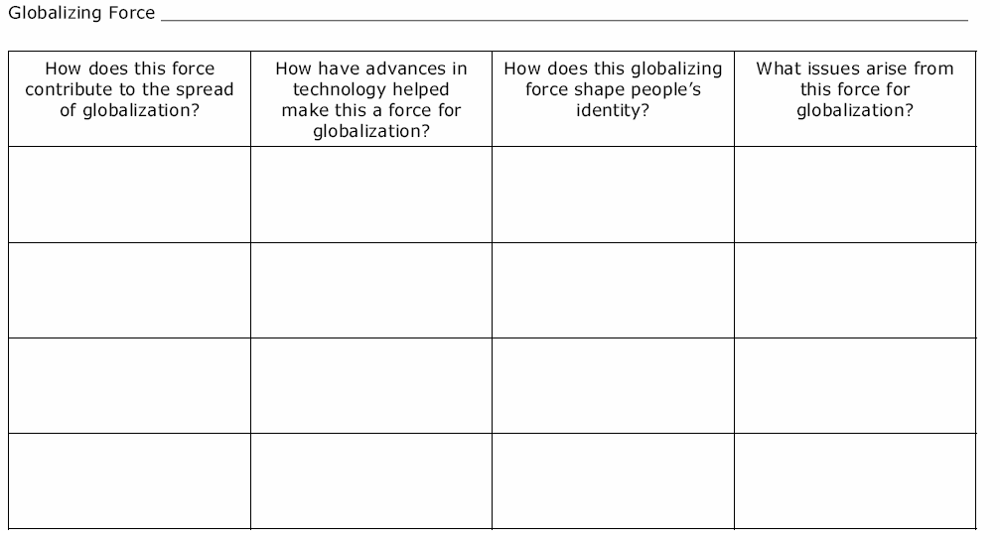 Globalizing Force
How does this force
contribute to the spread
of globalization?
How have advances in
technology helped
make this a force for
globalization?
How does this globalizing
force shape people’s
identity?
What issues arise from
this force for
globalization?